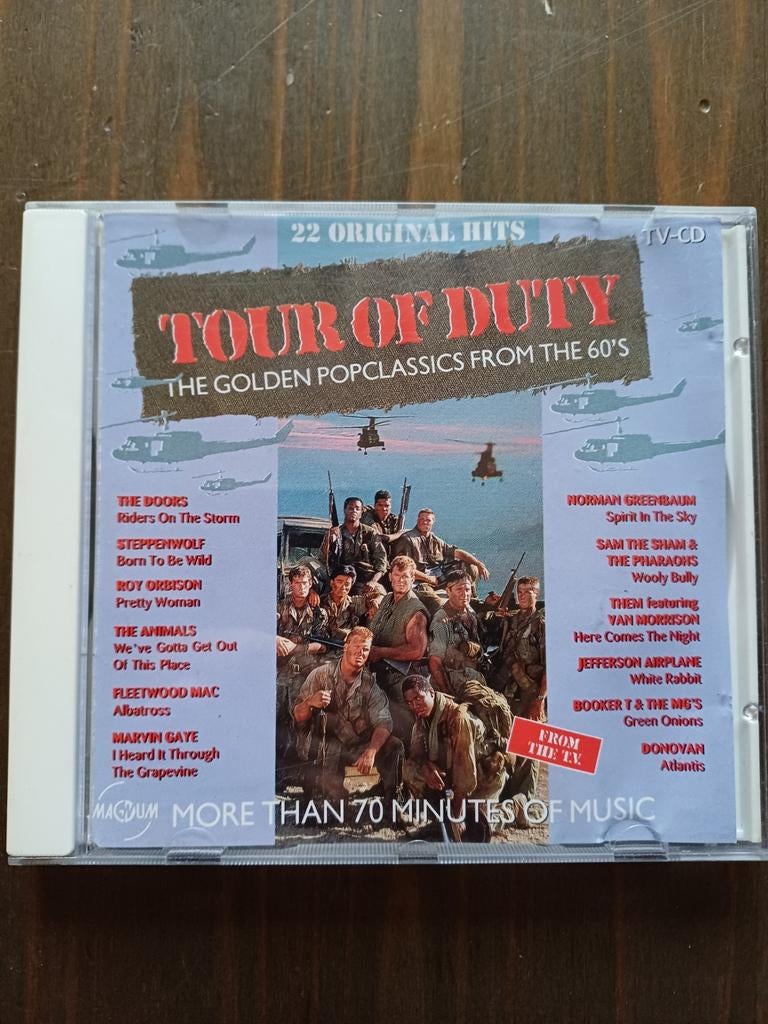 22 ORIGINAL HITS
TV-CD
TOUR OF DUTY
THE GOLDEN POPCLASSICS FROM THE 60'S
THE DOORS
Riders On The Storm
STEPPENWOLF
Born To Be Wild
ROY ORBISON
Pretty Woman
THE ANIMALS
We've Gotta Get Out
Of This Place
FLEETWOOD MAC
Albatross
MARVIN GAYE
I Heard It Through
The Grapevine
NORMAN GREENBAUM
Spirit In The Sky
SAM THE SHAM &
THE PHARAOHS
Wooly Bully
THEM featuring
VAN MORRISON
Here Comes The Night
JEFFERSON AIRPLANE
White Rabbit
BOOKER T & THE MG'S
Green Onions
DONOVAN
Atlantis
FROM
THE T.V.
MAGNUM
MORE THAN 70 MINUTES OF MUSIC